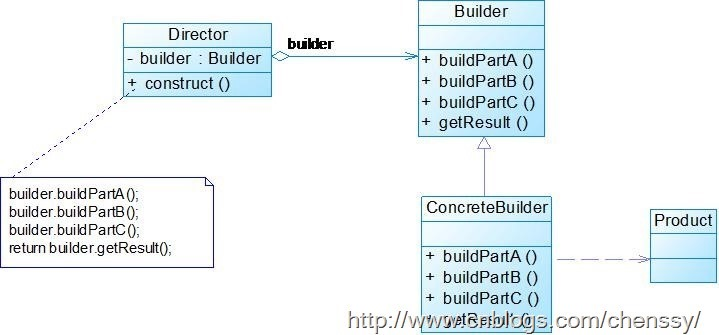 Builder
Director
- builder : Builder
+ construct ()
builder
+ buildPartA ()
+ buildPartB ()
+ buildPartC ()
+ getResult ()
builder.buildPartA();
builder.buildPartB();
builder.buildPartC();
return builder.getResult();
ConcreteBuilder
+ buildPartA ()
+ buildPartB ()
+ buildPartC ()
+ getResult ()
Product
http://www.cnblogs.com/chenssy/